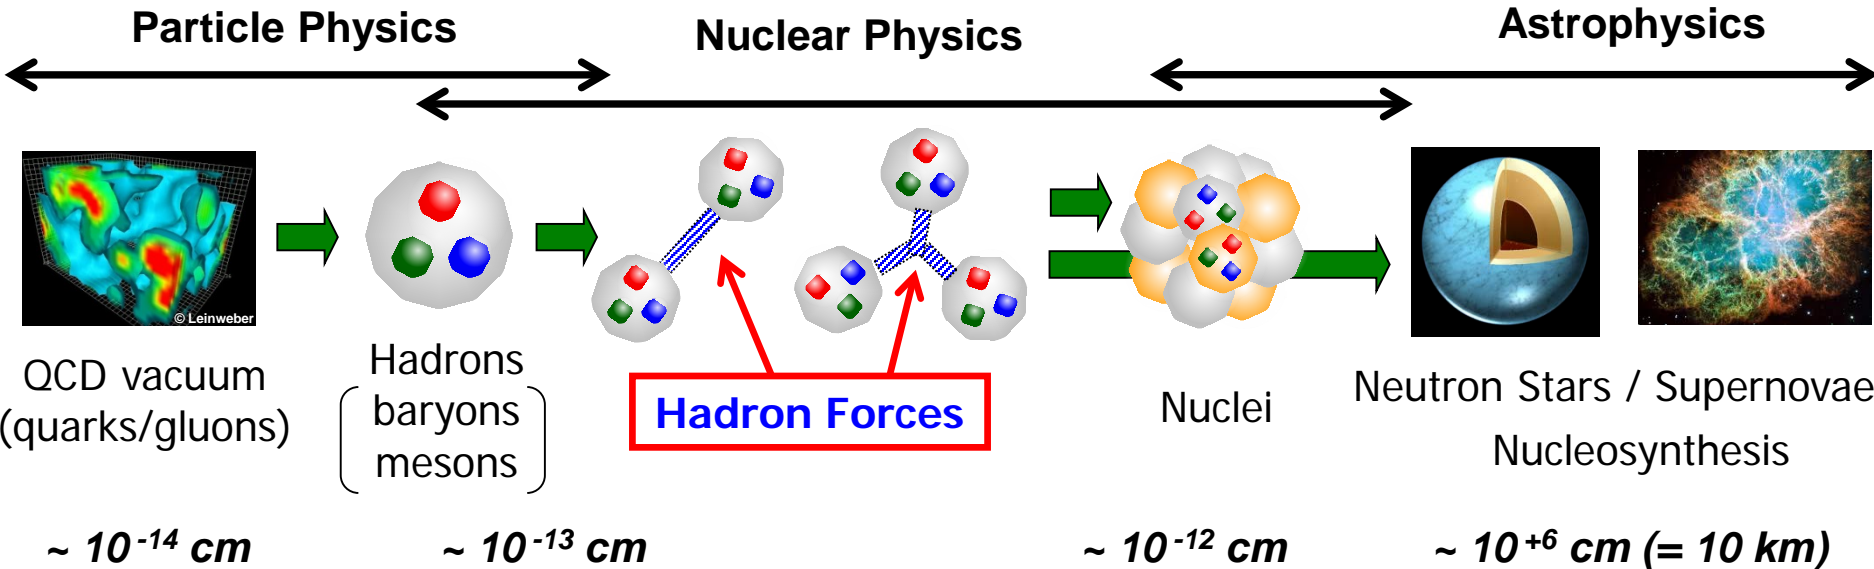 Particle Physics
Nuclear Physics
Astrophysics
© Leinweber
QCD vacuum
(quarks/gluons)
Hadrons
baryons
mesons
Hadron Forces
Nuclei
Neutron Stars / Supernovae
Nucleosynthesis
~ 10⁻¹⁴ cm
~ 10⁻¹³ cm
~ 10⁻¹² cm
~ 10⁺⁶ cm (= 10 km)